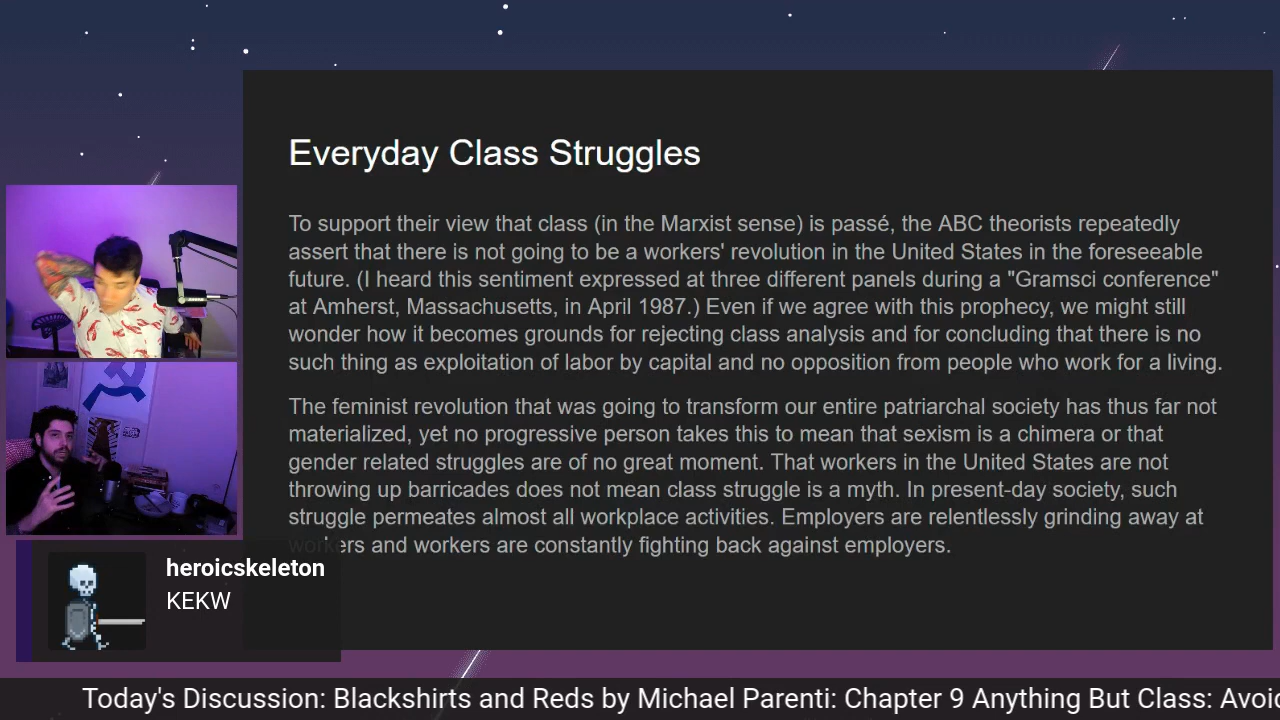 Everyday Class Struggles
To support their view that class (in the Marxist sense) is passé, the ABC theorists repeatedly
assert that there is not going to be a workers' revolution in the United States in the foreseeable
future. (I heard this sentiment expressed at three different panels during a "Gramsci conference"
at Amherst, Massachusetts, in April 1987.) Even if we agree with this prophecy, we might still
wonder how it becomes grounds for rejecting class analysis and for concluding that there is no
such thing as exploitation of labor by capital and no opposition from people who work for a living.
The feminist revolution that was going to transform our entire patriarchal society has thus far not
materialized, yet no progressive person takes this to mean that sexism is a chimera or that
gender related struggles are of no great moment. That workers in the United States are not
throwing up barricades does not mean class struggle is a myth. In present-day society, such
struggle permeates almost all workplace activities. Employers are relentlessly grinding away at
workers and workers are constantly fighting back against employers.
heroicskeleton
KEKW
Today's Discussion: Blackshirts and Reds by Michael Parenti: Chapter 9 Anything But Class: Avoid